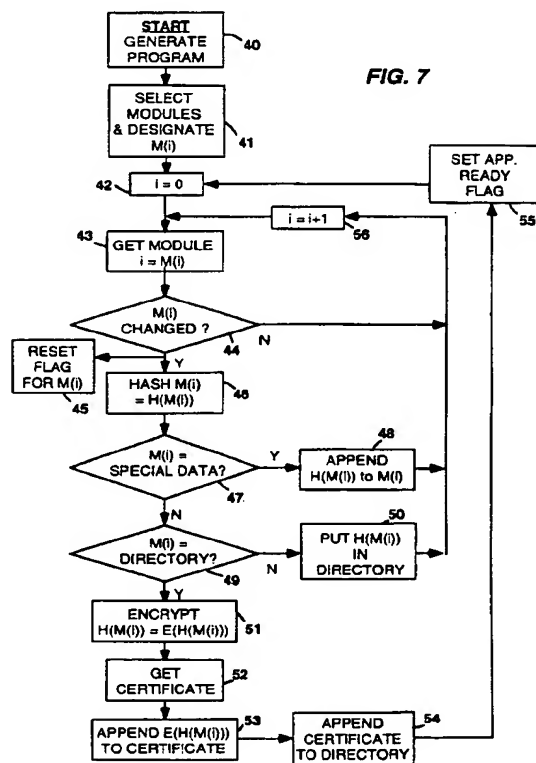 START
GENERATE
PROGRAM
40
FIG. 7
SELECT
MODULES
& DESIGNATE
M(i)
41
SET APP.
READY
FLAG
55
42
i = 0
i = i+1
56
43
GET MODULE
i = M(i)
M(i)
CHANGED ?
44
N
Y
RESET
FLAG
FOR M(i)
45
HASH M(i)
= H(M(i))
46
M(i) =
SPECIAL DATA?
47
Y
48
APPEND
H(M(i)) to M(i)
N
M(i) =
DIRECTORY?
49
N
50
PUT H(M(i))
IN
DIRECTORY
Y
ENCRYPT
H(M(i)) = E(H(M(i)))
51
GET
CERTIFICATE
52
APPEND E(H(M(i)))
TO CERTIFICATE
53
APPEND
CERTIFICATE
TO DIRECTORY
54